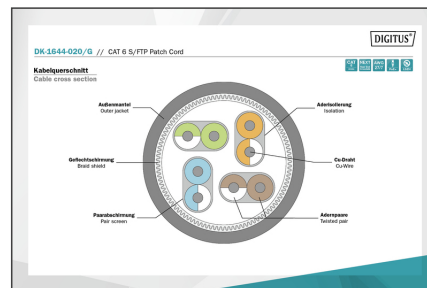 DIGITUS®
DK-1644-020/G // CAT 6 S/FTP Patch Cord
Kabelquerschnitt
Cable cross section
Außenmantel
Outer jacket
Aderisolierung
Isolation
Geflechtschirmung
Braid shield
Cu-Draht
Cu-Wire
Paarabschirmung
Pair screen
Adernpaare
Twisted pair